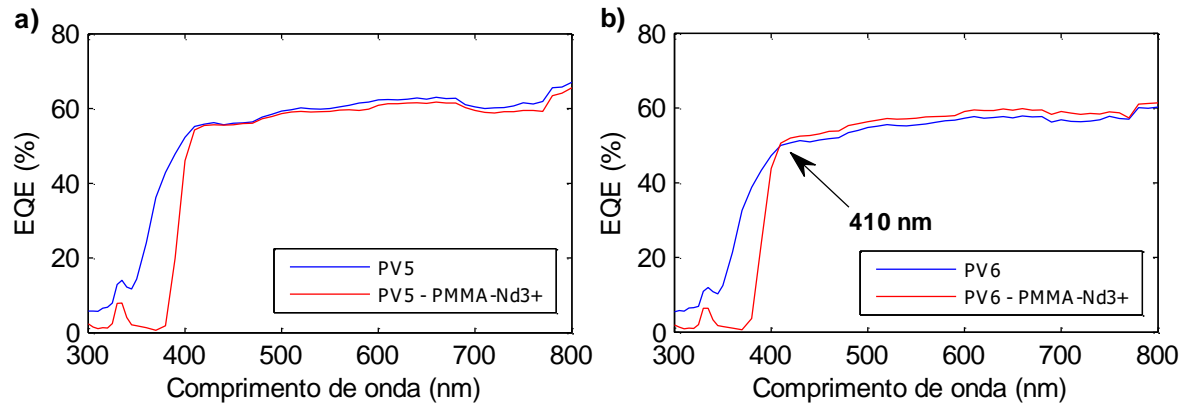 a)
80
60
40
20
0
EQE (%)
300 400 500 600 700 800
Comprimento de onda (nm)
PV5
PV5 - PMMA-Nd3+
b)
80
60
40
20
0
EQE (%)
300 400 500 600 700 800
Comprimento de onda (nm)
410 nm
PV6
PV6 - PMMA-Nd3+